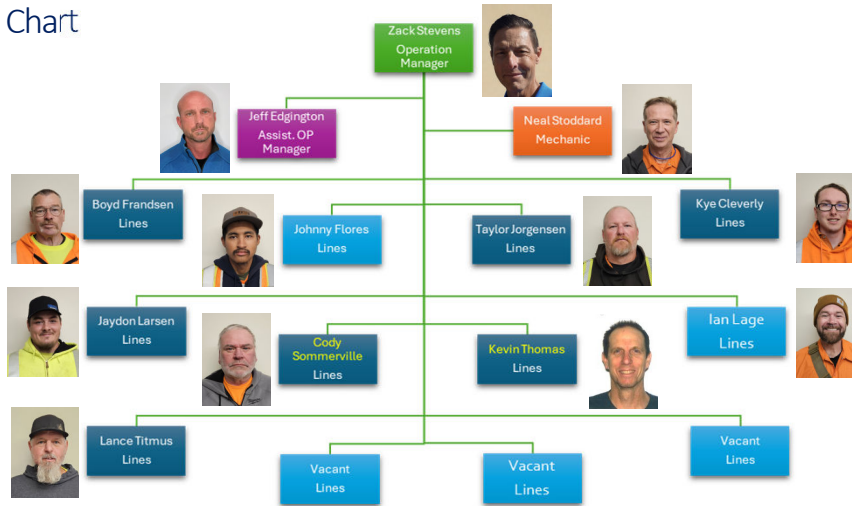 Chart
Zack Stevens
Operation
Manager
Jeff Edgington
Assist. OP
Manager
Neal Stoddard
Mechanic
Boyd Frandsen
Lines
Johnny Flores
Lines
Taylor Jorgensen
Lines
Kye Cleverly
Lines
Jaydon Larsen
Lines
Cody
Sommerville
Lines
Kevin Thomas
Lines
Ian Lage
Lines
Lance Titmus
Lines
Vacant
Lines
Vacant
Lines
Vacant
Lines